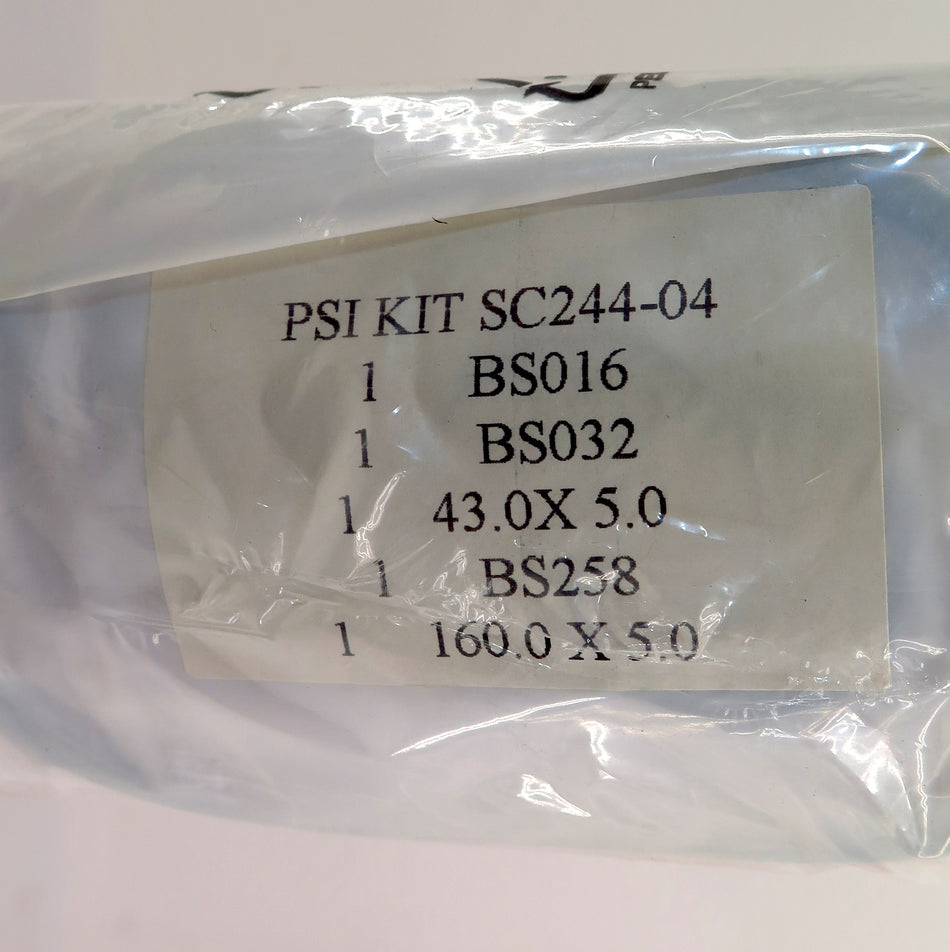 PSI KIT SC244-04
1 BS016
1 BS032
1 43.0X 5.0
1 BS258
1 160.0 X 5.0